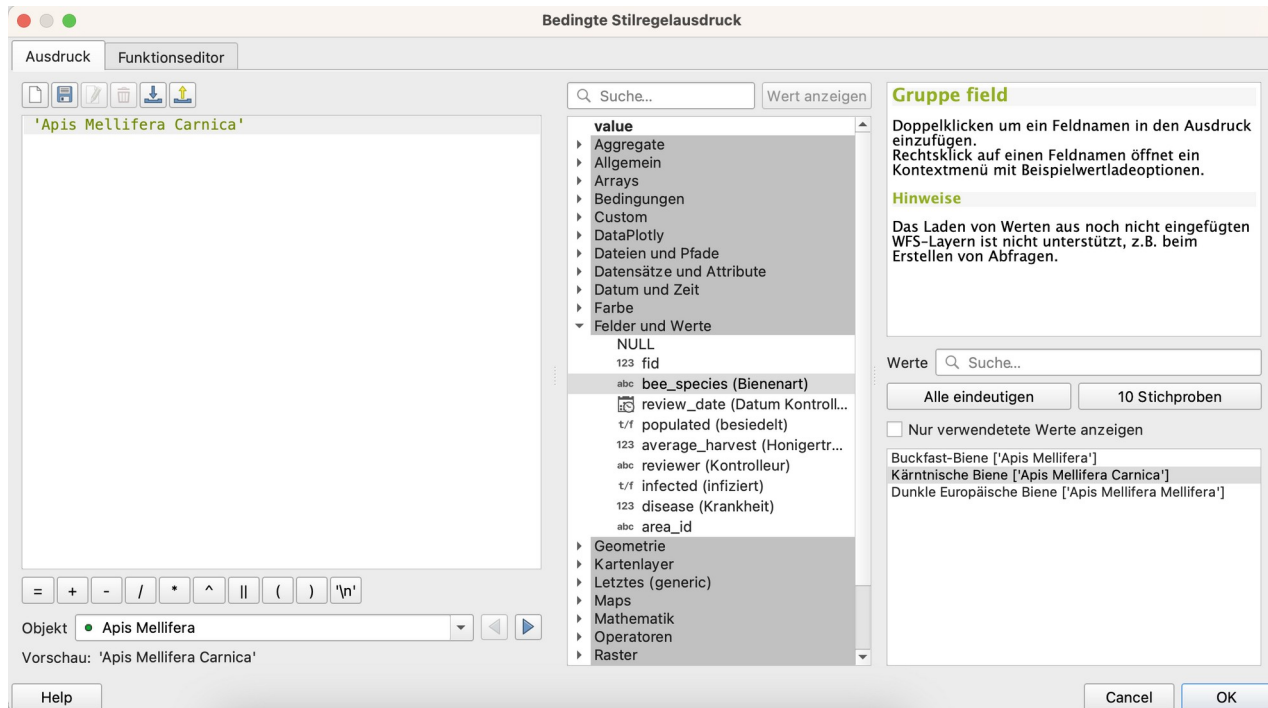 Bedingte Stilregelausdruck
Ausdruck
Funktionseditor
'Apis Mellifera Carnica'
= + - / * ^ || ( ) '\n'
Objekt Apis Mellifera
Vorschau: 'Apis Mellifera Carnica'
Help
Suche...
Wert anzeigen
value
Aggregate
Allgemein
Arrays
Bedingungen
Custom
DataPlotly
Dateien und Pfade
Datensätze und Attribute
Datum und Zeit
Farbe
Felder und Werte
NULL
123 fid
abc bee_species (Bienenart)
review_date (Datum Kontroll...
t/f populated (besiedelt)
123 average_harvest (Honigertr...
abc reviewer (Kontrolleur)
t/f infected (infiziert)
123 disease (Krankheit)
abc area_id
Geometrie
Kartenlayer
Letztes (generic)
Maps
Mathematik
Operatoren
Raster
Gruppe field
Doppelklicken um ein Feldnamen in den Ausdruck
einzufügen.
Rechtsklick auf einen Feldnamen öffnet ein
Kontextmenü mit Beispielwertladeoptionen.
Hinweise
Das Laden von Werten aus noch nicht eingefügten
WFS-Layern ist nicht unterstützt, z.B. beim
Erstellen von Abfragen.
Werte Suche...
Alle eindeutigen
10 Stichproben
Nur verwendetete Werte anzeigen
Buckfast-Biene ['Apis Mellifera']
Kärntnische Biene ['Apis Mellifera Carnica']
Dunkle Europäische Biene ['Apis Mellifera Mellifera']
Cancel
OK